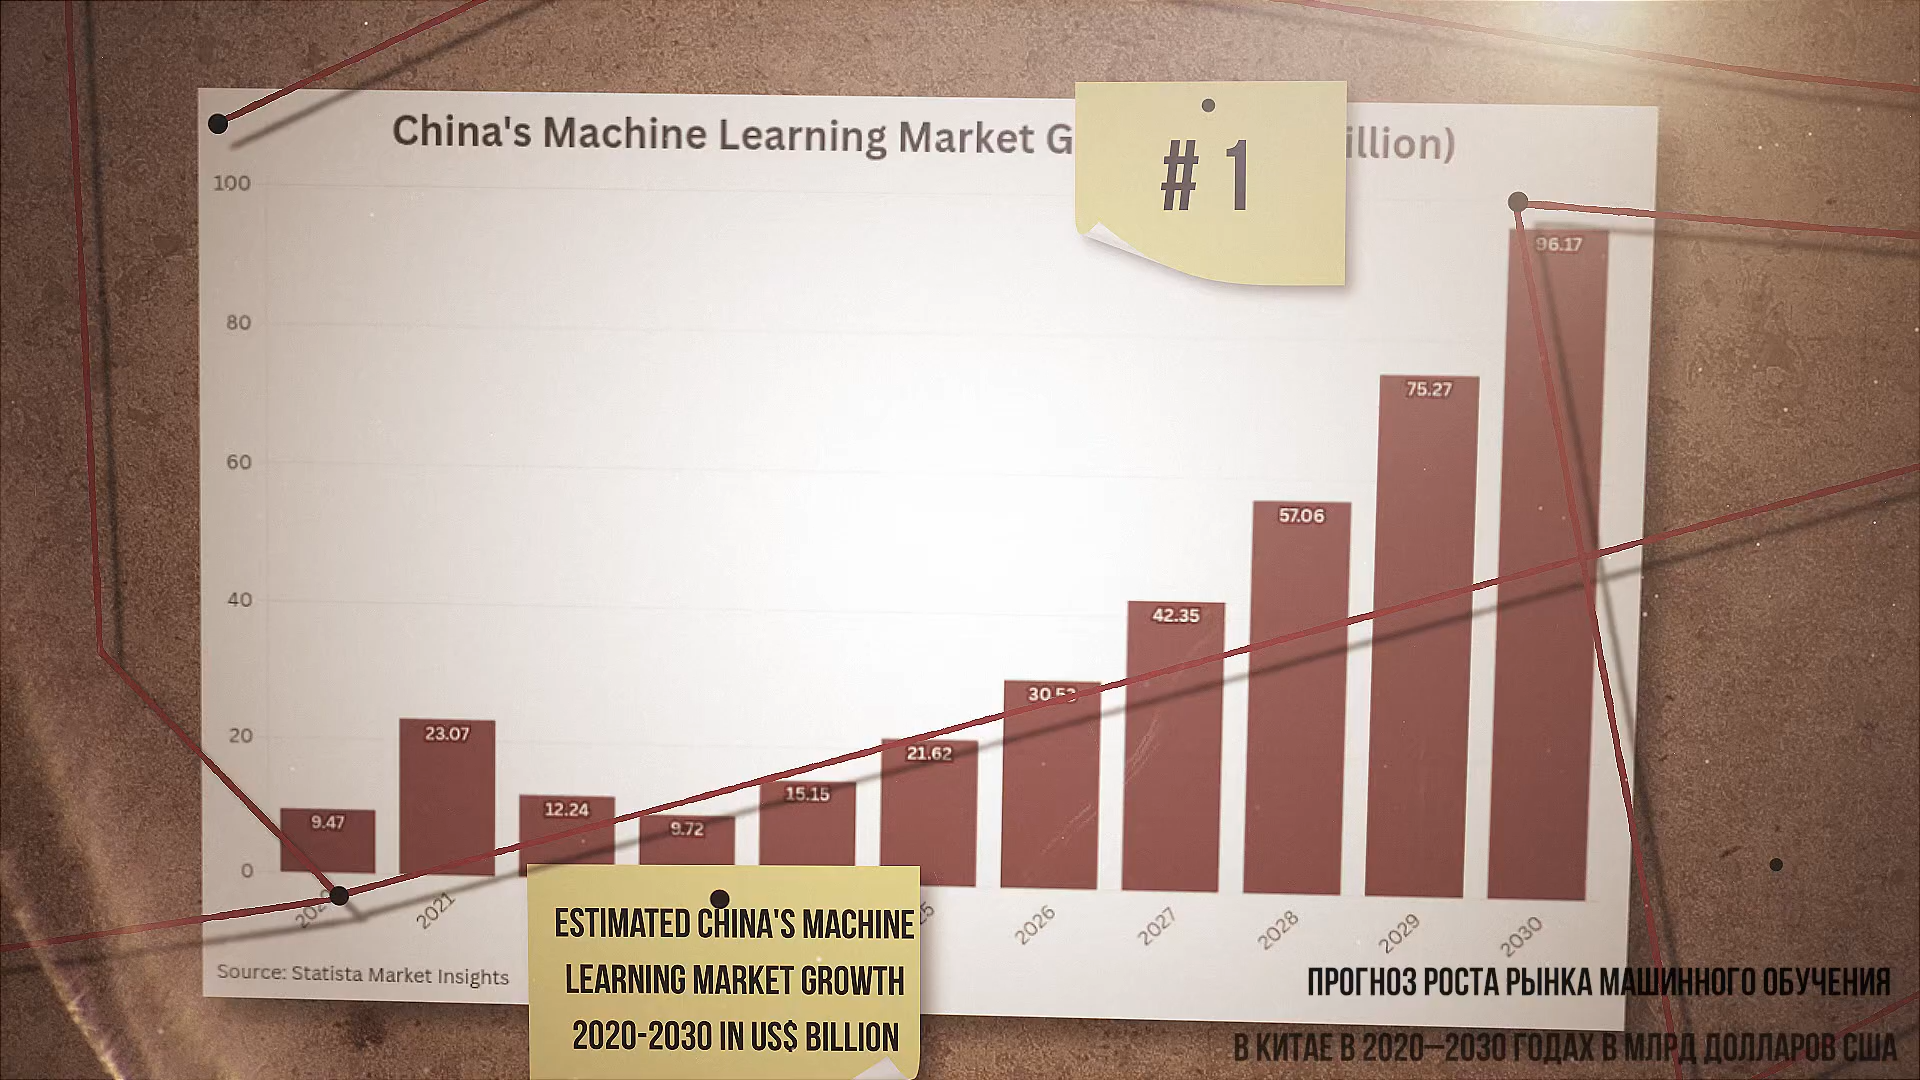 China's Machine Learning Market G
illion)
# 1
100
80
60
40
20
0
9.47
23.07
12.24
9.72
15.15
21.62
42.35
57.06
75.27
96.17
2021
2026
2027
2028
2029
2030
Source: Statista Market Insights
ESTIMATED CHINA'S MACHINE
LEARNING MARKET GROWTH
2020-2030 IN US$ BILLION
ПРОГНОЗ РОСТА РЫНКА МАШИННОГО ОБУЧЕНИЯ
В КИТАЕ В 2020–2030 ГОДАХ В МЛРД ДОЛЛАРОВ США